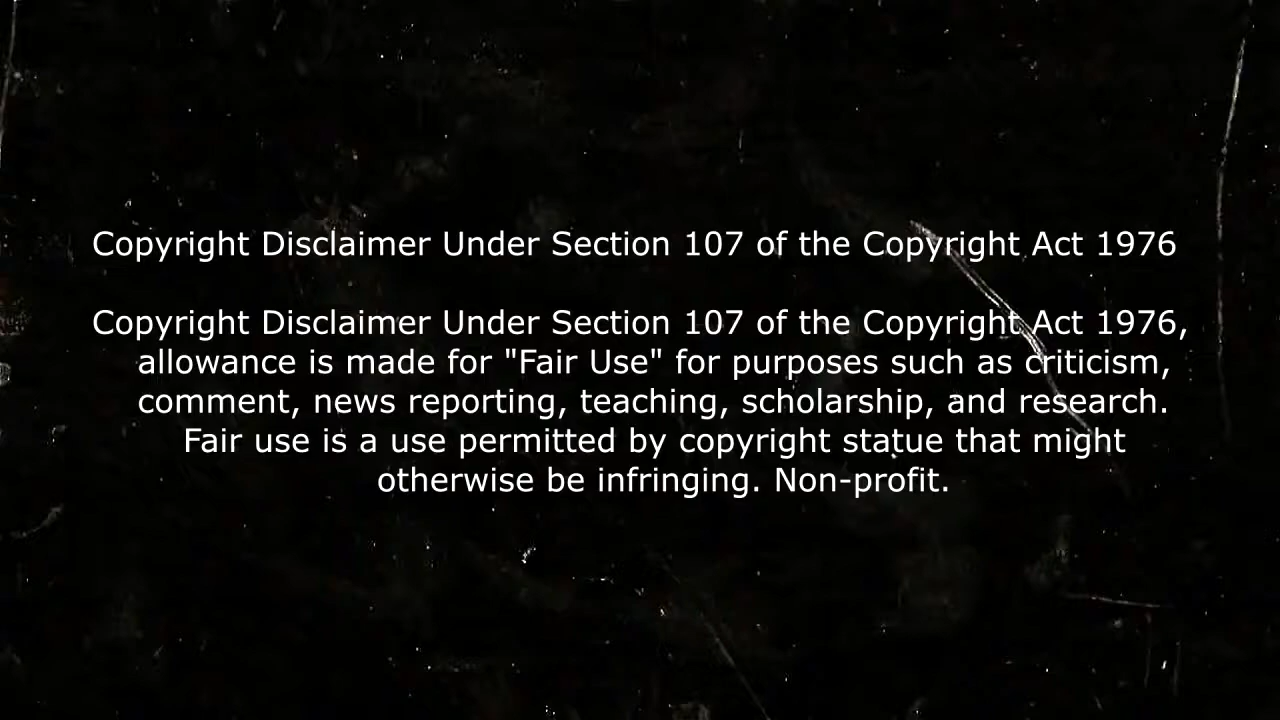 Copyright Disclaimer Under Section 107 of the Copyright Act 1976
Copyright Disclaimer Under Section 107 of the Copyright Act 1976,
allowance is made for "Fair Use" for purposes such as criticism,
comment, news reporting, teaching, scholarship, and research.
Fair use is a use permitted by copyright statue that might
otherwise be infringing. Non-profit.